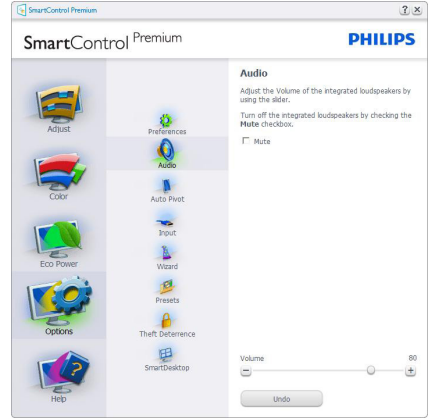 SmartControl Premium
SmartControl Premium
PHILIPS
Adjust
Color
Eco Power
Options
Help
Preferences
Audio
Auto Pivot
Input
Wizard
Presets
Theft Deterrence
SmartDesktop
Audio
Adjust the Volume of the integrated loudspeakers by
using the slider.
Turn off the integrated loudspeakers by checking the
Mute checkbox.
Mute
Volume 80
Undo